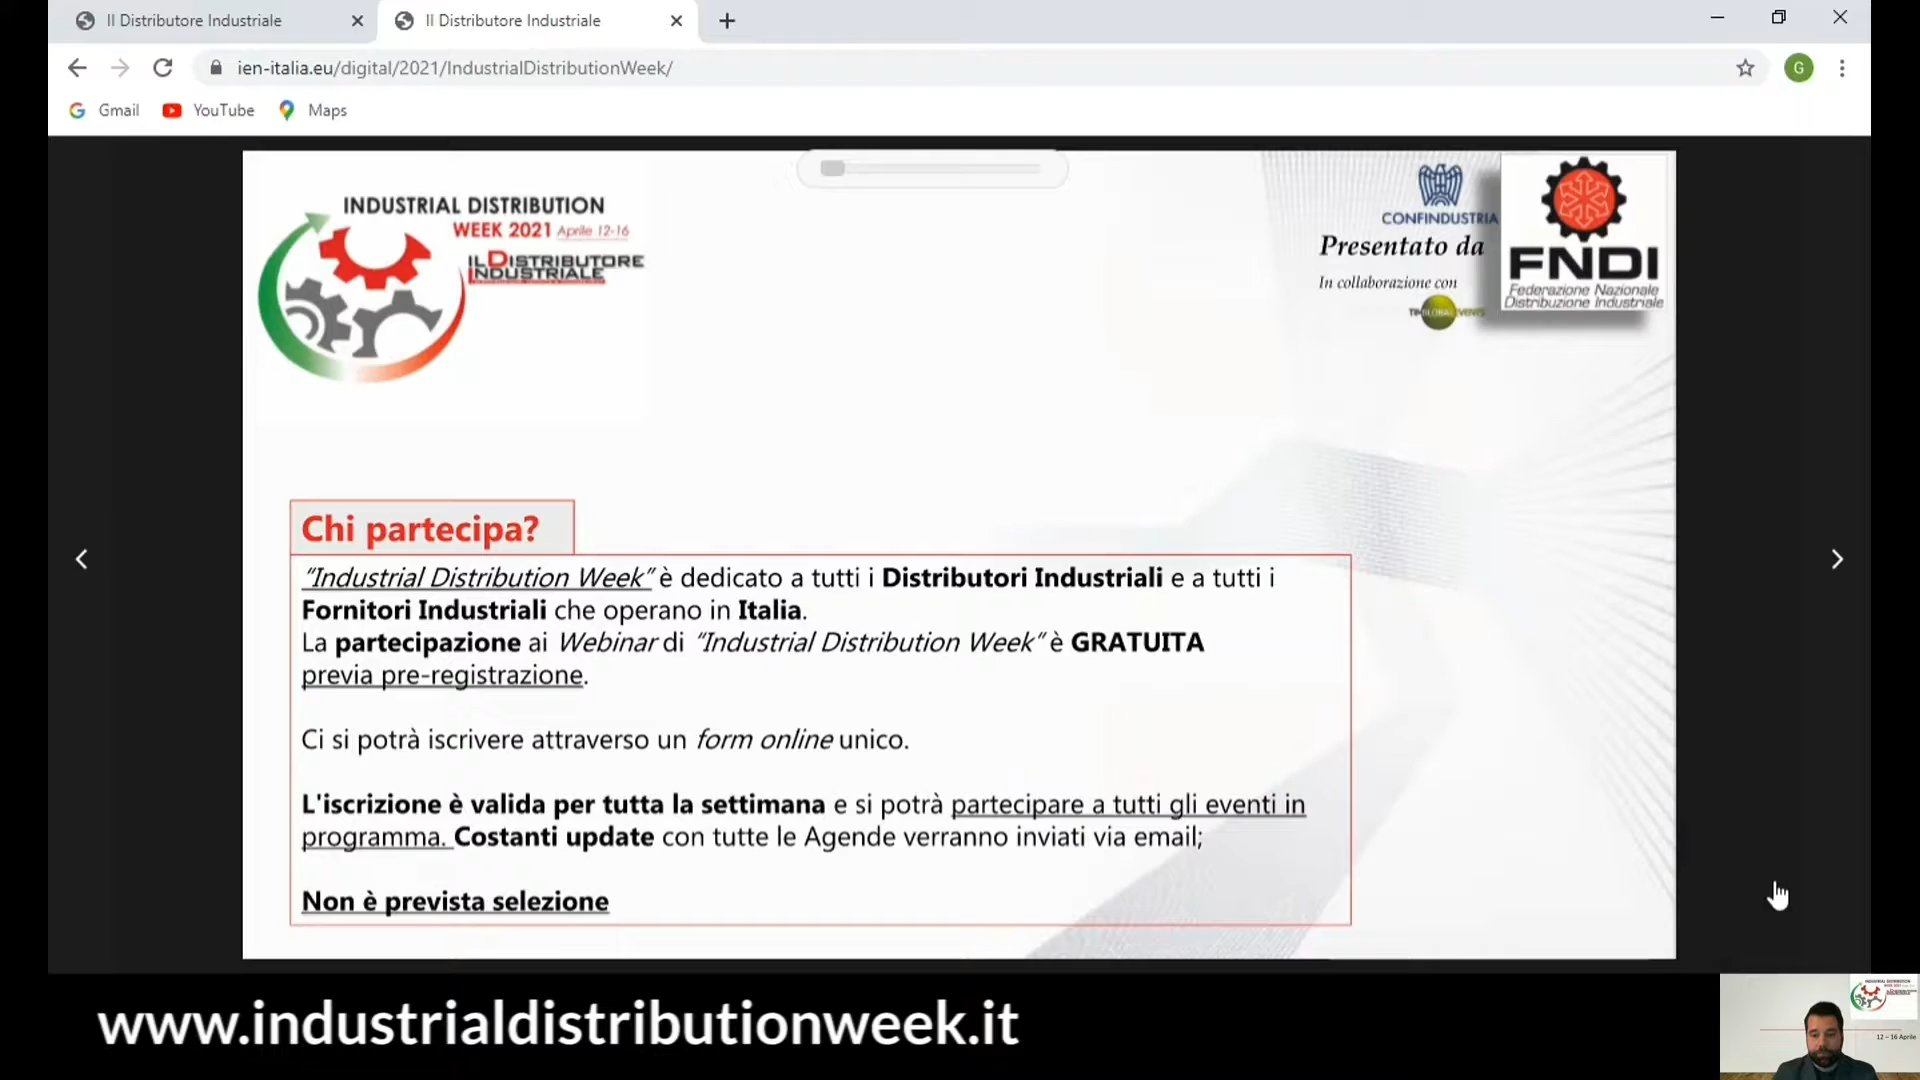 Il Distributore Industriale
Il Distributore Industriale
ien-italia.eu/digital/2021/IndustrialDistributionWeek/
G
Gmail
YouTube
Maps
INDUSTRIAL DISTRIBUTION
WEEK 2021 Aprile 12-16
IL DISTRIBUTORE
INDUSTRIALE
CONFINDUSTRIA
Presentato da
In collaborazione con
FNDI
Federazione Nazionale
Distribuzione Industriale
Chi partecipa?
“Industrial Distribution Week” è dedicato a tutti i Distributori Industriali e a tutti i
Fornitori Industriali che operano in Italia.
La partecipazione ai Webinar di “Industrial Distribution Week” è GRATUITA
previa pre-registrazione.
Ci si potrà iscrivere attraverso un form online unico.
L'iscrizione è valida per tutta la settimana e si potrà partecipare a tutti gli eventi in
programma. Costanti update con tutte le Agende verranno inviati via email;
Non è prevista selezione
www.industrialdistributionweek.it
12 – 16 Aprile